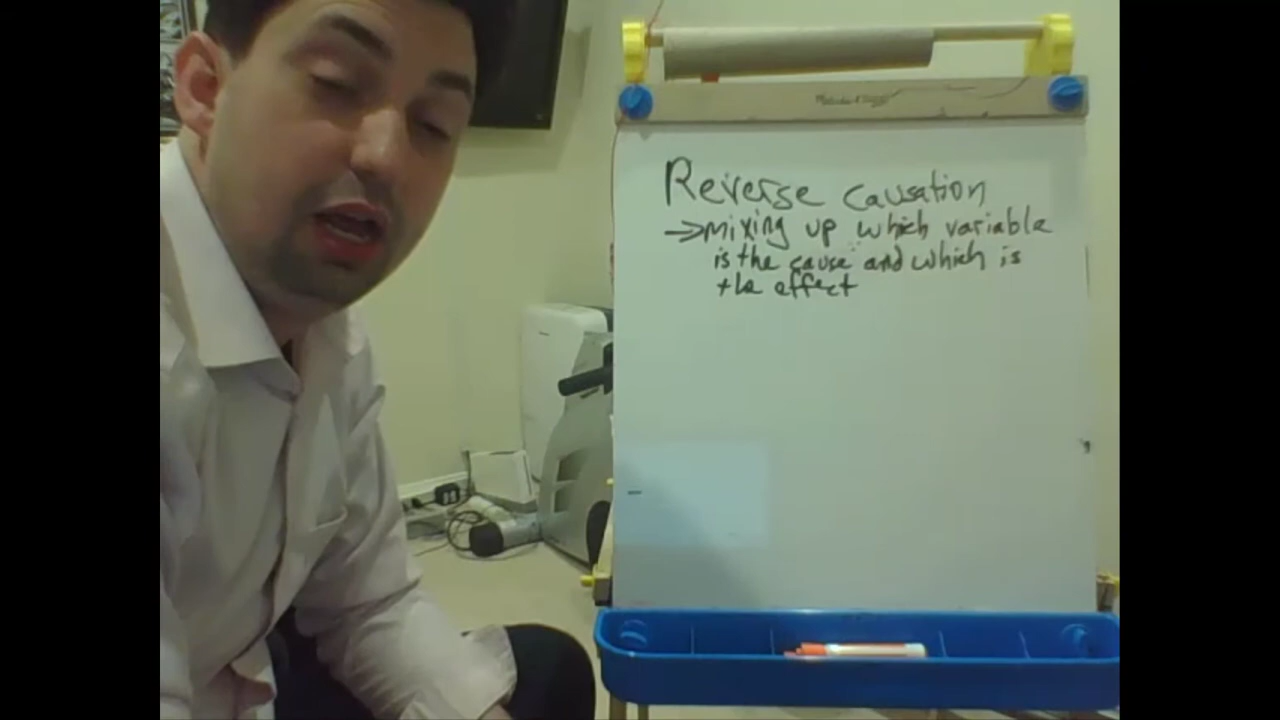 Reverse causation
→mixing up which variable
is the cause and which is
the effect